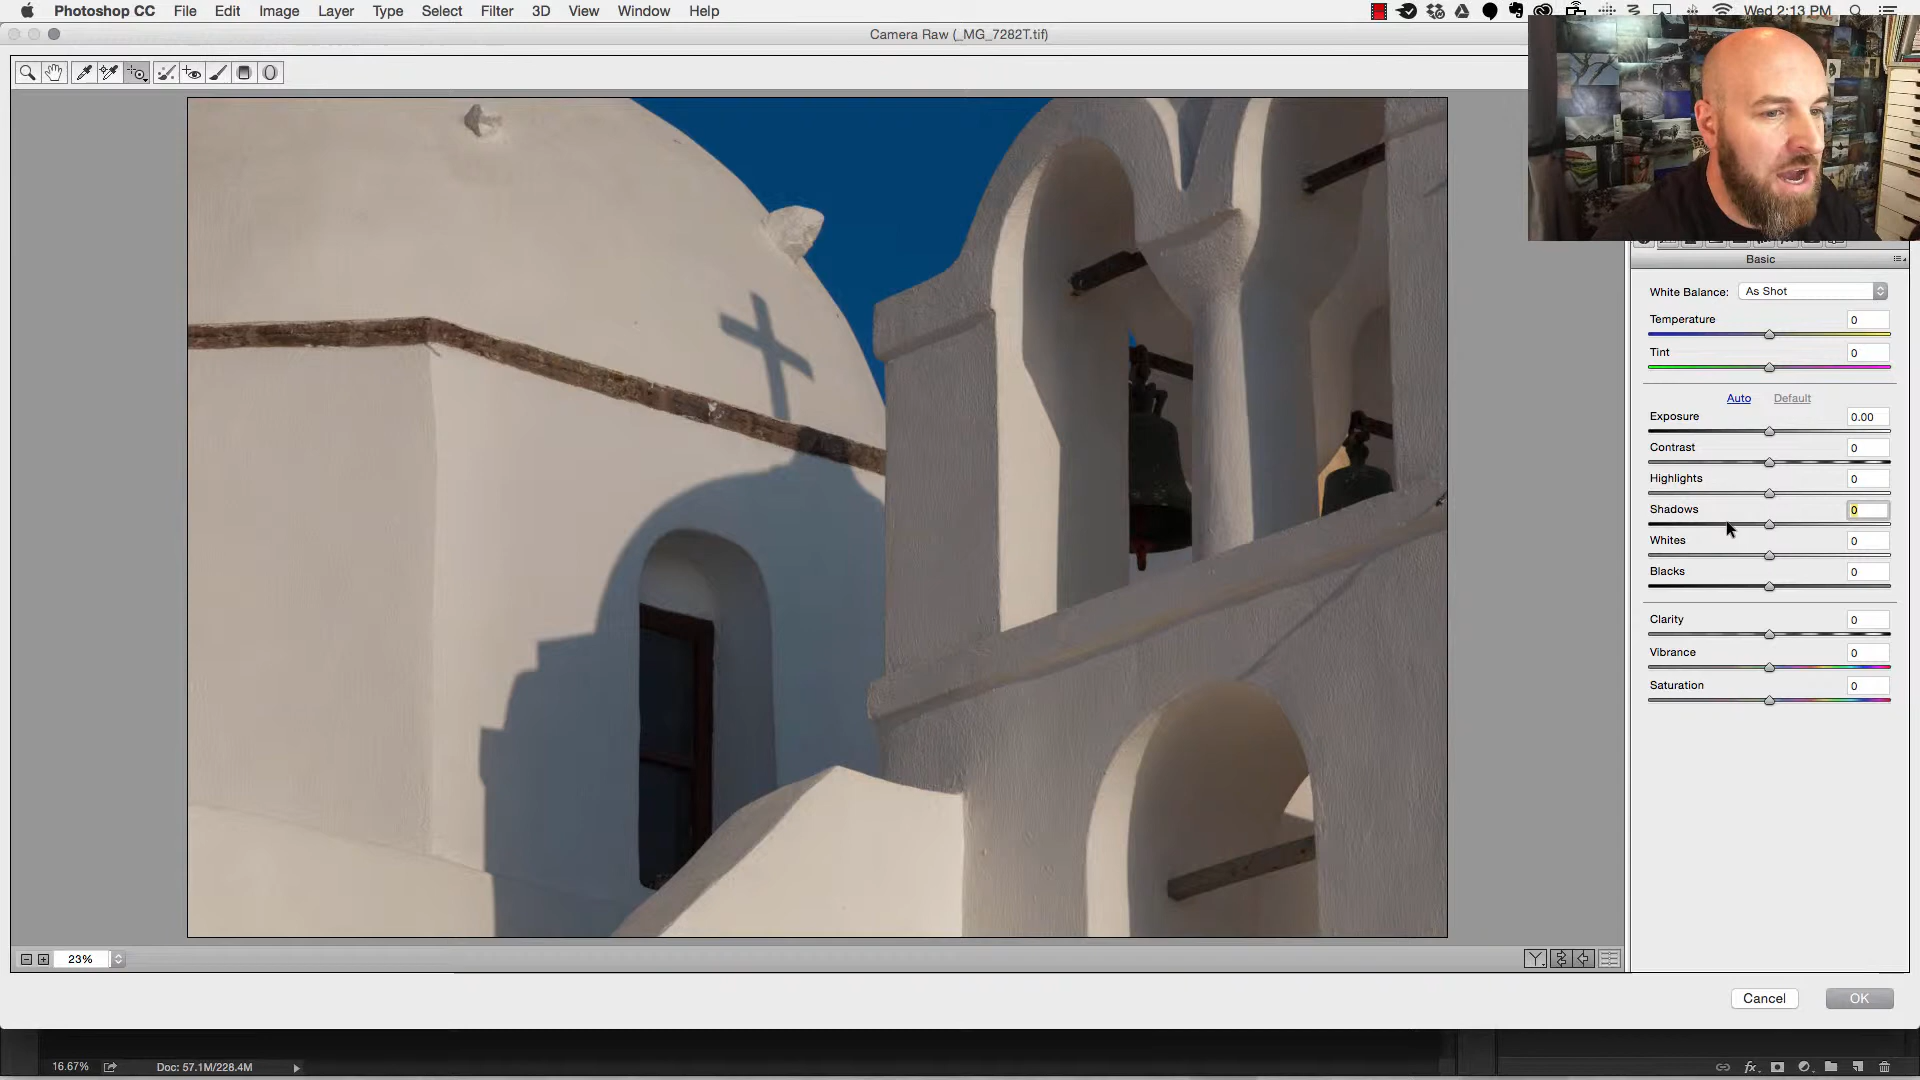 Photoshop CC File Edit Image Layer Type Select Filter 3D View Window Help Wed 2:13 PM
Camera Raw (_MG_7282T.tif)
Basic
White Balance: As Shot
Temperature 0
Tint 0
Auto Default
Exposure 0.00
Contrast 0
Highlights 0
Shadows 0
Whites 0
Blacks 0
Clarity 0
Vibrance 0
Saturation 0
23%
Cancel OK
16.67% Doc: 57.1M/228.4M
fx